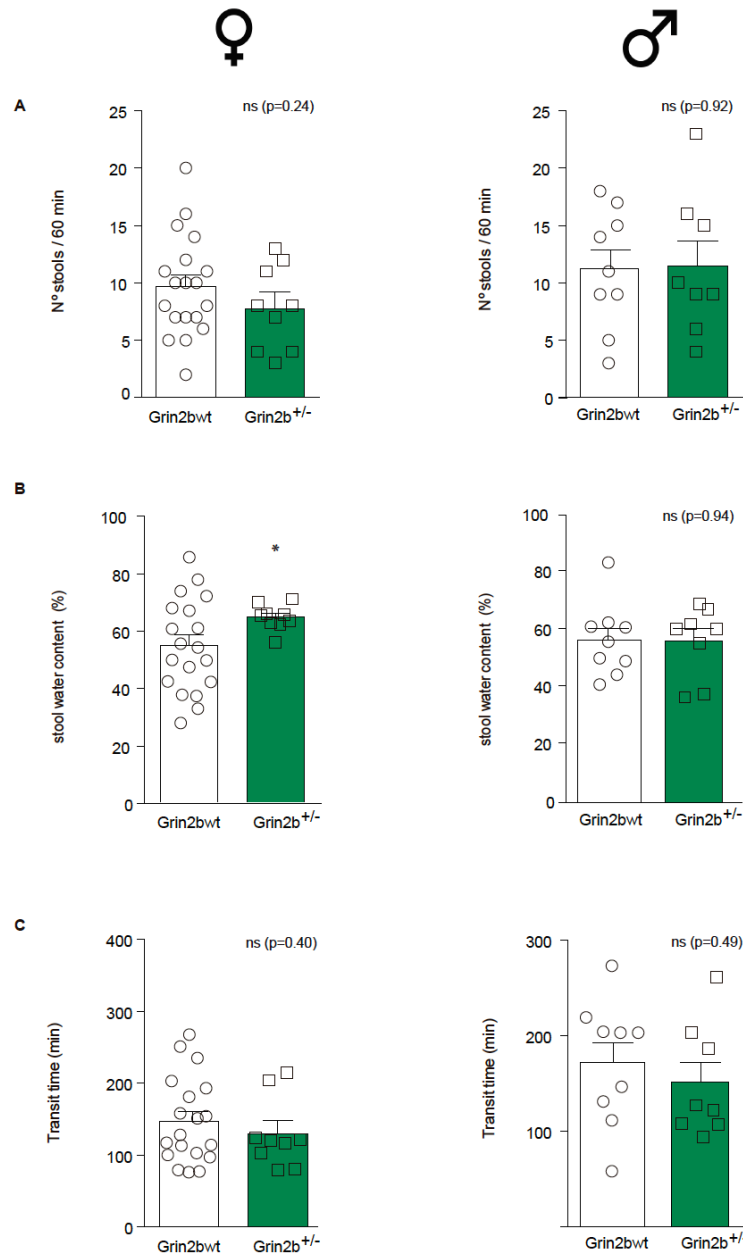 ♀ ♂
A
ns (p=0.24)
25
20
15
10
5
0
Nº stools / 60 min
Grin2bwt Grin2b+/-
ns (p=0.92)
25
20
15
10
5
0
Nº stools / 60 min
Grin2bwt Grin2b+/-
B
100
80
60
40
20
0
stool water content (%)
*
Grin2bwt Grin2b+/-
ns (p=0.94)
100
80
60
40
20
0
stool water content (%)
Grin2bwt Grin2b+/-
C
ns (p=0.40)
400
300
200
100
0
Transit time (min)
Grin2bwt Grin2b+/-
ns (p=0.49)
300
200
100
Transit time (min)
Grin2bwt Grin2b+/-